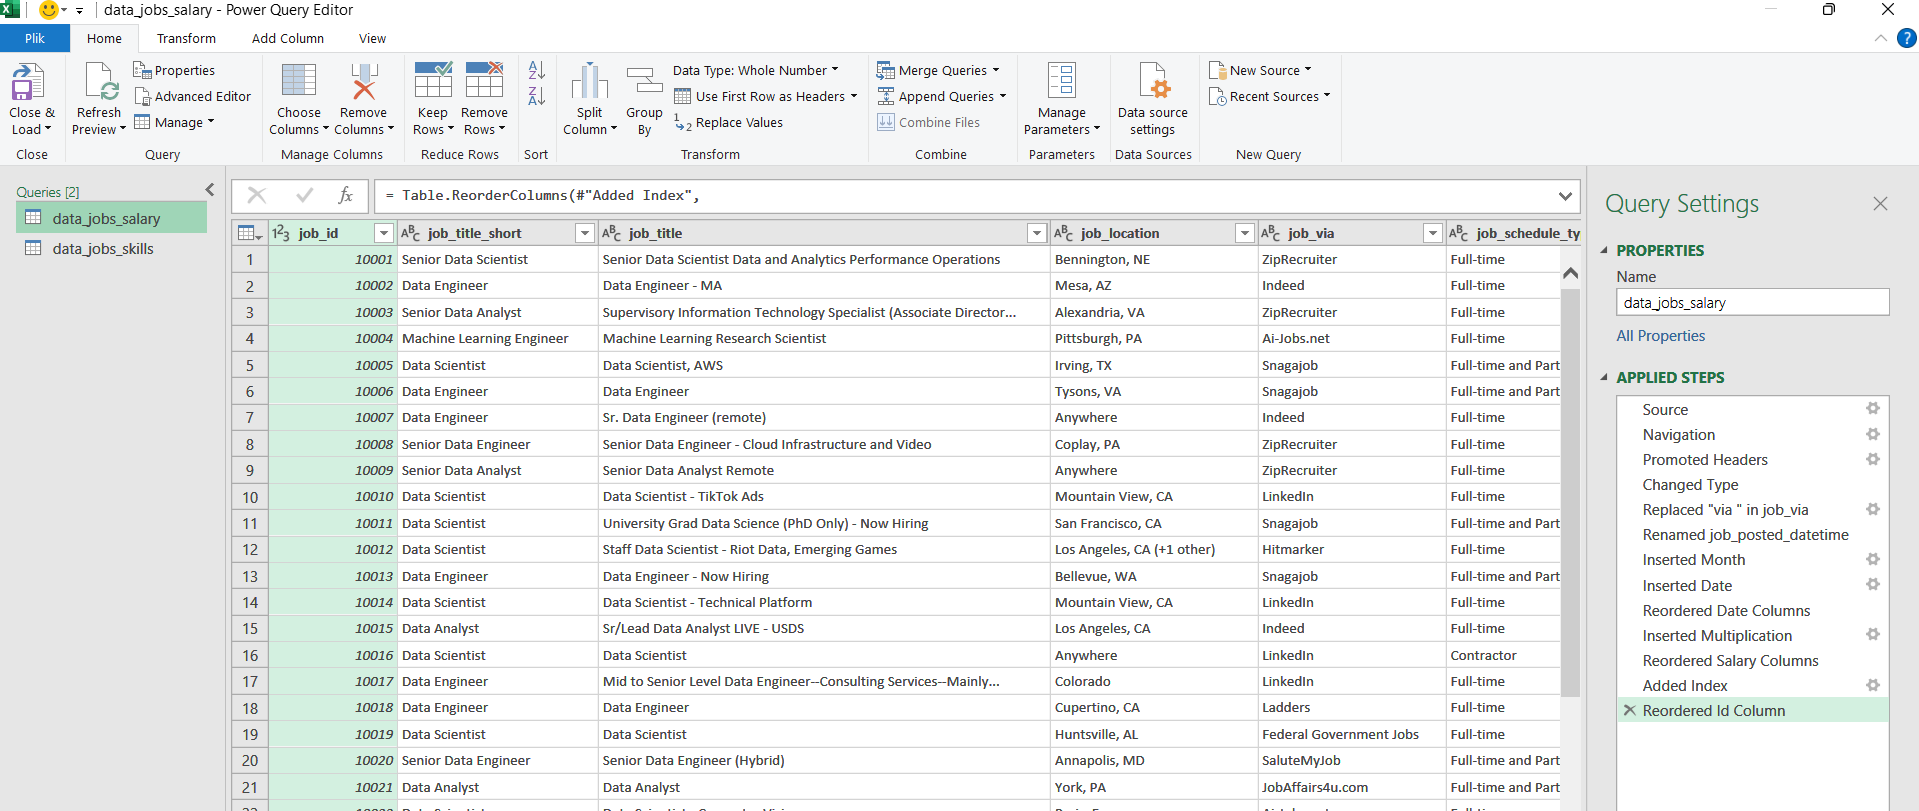 data_jobs_salary - Power Query Editor
Plik Home Transform Add Column View
Close & Load
Close
Refresh Preview
Properties
Advanced Editor
Manage
Query
Choose Columns
Remove Columns
Manage Columns
Keep Rows
Remove Rows
Reduce Rows
Sort
Split Column
Group By
Data Type: Whole Number
Use First Row as Headers
Replace Values
Transform
Merge Queries
Append Queries
Combine Files
Combine
Manage Parameters
Parameters
Data source settings
Data Sources
New Source
Recent Sources
New Query
Queries [2]
data_jobs_salary
data_jobs_skills
fx = Table.ReorderColumns(#"Added Index",
job_id job_title_short job_title job_location job_via job_schedule_ty
1 10001 Senior Data Scientist Senior Data Scientist Data and Analytics Performance Operations Bennington, NE ZipRecruiter Full-time
2 10002 Data Engineer Data Engineer - MA Mesa, AZ Indeed Full-time
3 10003 Senior Data Analyst Supervisory Information Technology Specialist (Associate Director... Alexandria, VA ZipRecruiter Full-time
4 10004 Machine Learning Engineer Machine Learning Research Scientist Pittsburgh, PA Ai-Jobs.net Full-time
5 10005 Data Scientist Data Scientist, AWS Irving, TX Snagajob Full-time and Part
6 10006 Data Engineer Data Engineer Tysons, VA Snagajob Full-time and Part
7 10007 Data Engineer Sr. Data Engineer (remote) Anywhere Indeed Full-time
8 10008 Senior Data Engineer Senior Data Engineer - Cloud Infrastructure and Video Coplay, PA ZipRecruiter Full-time
9 10009 Senior Data Analyst Senior Data Analyst Remote Anywhere ZipRecruiter Full-time
10 10010 Data Scientist Data Scientist - TikTok Ads Mountain View, CA LinkedIn Full-time
11 10011 Data Scientist University Grad Data Science (PhD Only) - Now Hiring San Francisco, CA Snagajob Full-time and Part
12 10012 Data Scientist Staff Data Scientist - Riot Data, Emerging Games Los Angeles, CA (+1 other) Hitmarker Full-time
13 10013 Data Engineer Data Engineer - Now Hiring Bellevue, WA Snagajob Full-time and Part
14 10014 Data Scientist Data Scientist - Technical Platform Mountain View, CA LinkedIn Full-time
15 10015 Data Analyst Sr/Lead Data Analyst LIVE - USDS Los Angeles, CA Indeed Full-time
16 10016 Data Scientist Data Scientist Anywhere LinkedIn Contractor
17 10017 Data Engineer Mid to Senior Level Data Engineer--Consulting Services--Mainly... Colorado LinkedIn Full-time
18 10018 Data Engineer Data Engineer Cupertino, CA Ladders Full-time
19 10019 Data Scientist Data Scientist Huntsville, AL Federal Government Jobs Full-time
20 10020 Senior Data Engineer Senior Data Engineer (Hybrid) Annapolis, MD SaluteMyJob Full-time and Part
21 10021 Data Analyst Data Analyst York, PA JobAffairs4u.com Full-time and Part
Query Settings
PROPERTIES
Name
data_jobs_salary
All Properties
APPLIED STEPS
Source
Navigation
Promoted Headers
Changed Type
Replaced "via " in job_via
Renamed job_posted_datetime
Inserted Month
Inserted Date
Reordered Date Columns
Inserted Multiplication
Reordered Salary Columns
Added Index
Reordered Id Column